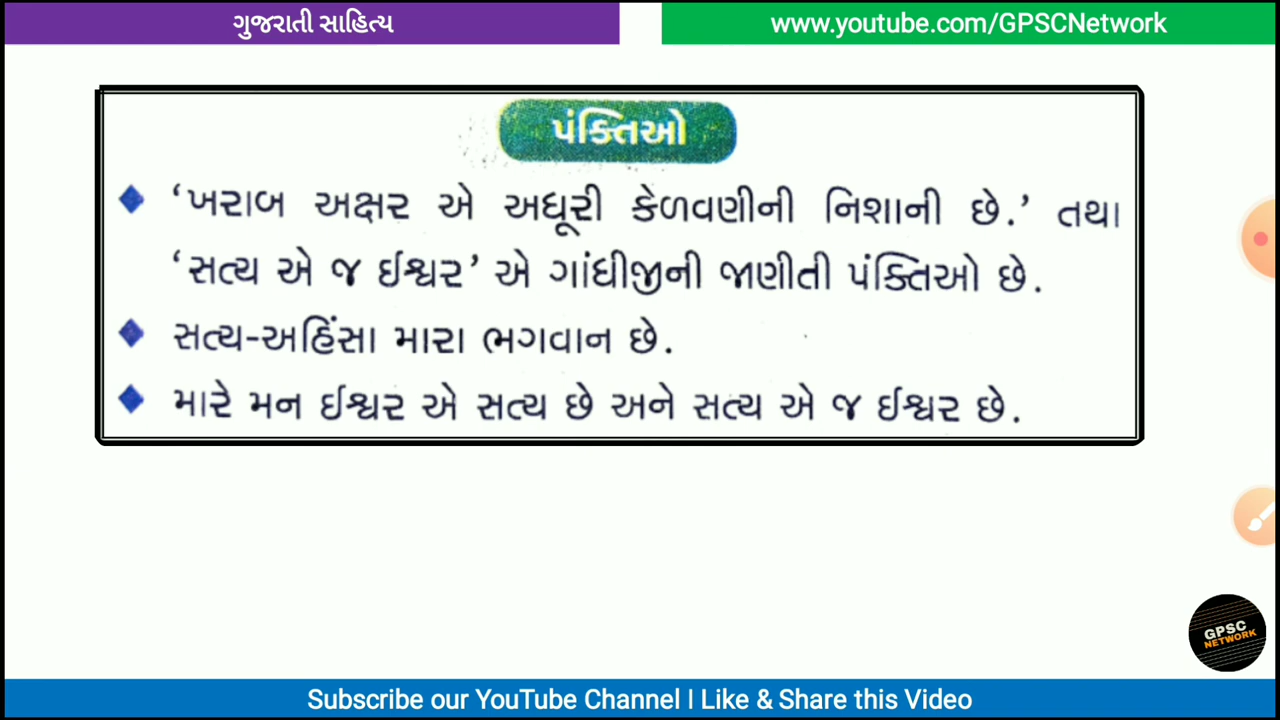 ગુજરાતી સાહિત્ય
www.youtube.com/GPSCNetwork
પંક્તિઓ
‘ખરાબ અક્ષર એ અધૂરી કેળવણીની નિશાની છે.’ તથા
‘સત્ય એ જ ઈશ્વર’ એ ગાંધીજીની જાણીતી પંક્તિઓ છે.
સત્ય-અહિંસા મારા ભગવાન છે.
મારે મન ઈશ્વર એ સત્ય છે અને સત્ય એ જ ઈશ્વર છે.
GPSC
NETWORK
Subscribe our YouTube Channel I Like & Share this Video